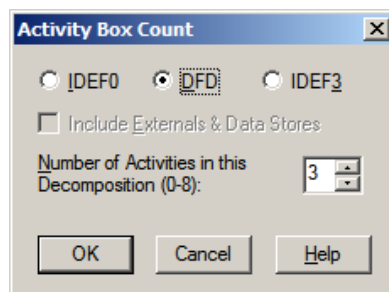 Activity Box Count
IDEF0 DFD IDEF3
Include Externals & Data Stores
Number of Activities in this
Decomposition (0-8):
3
OK Cancel Help